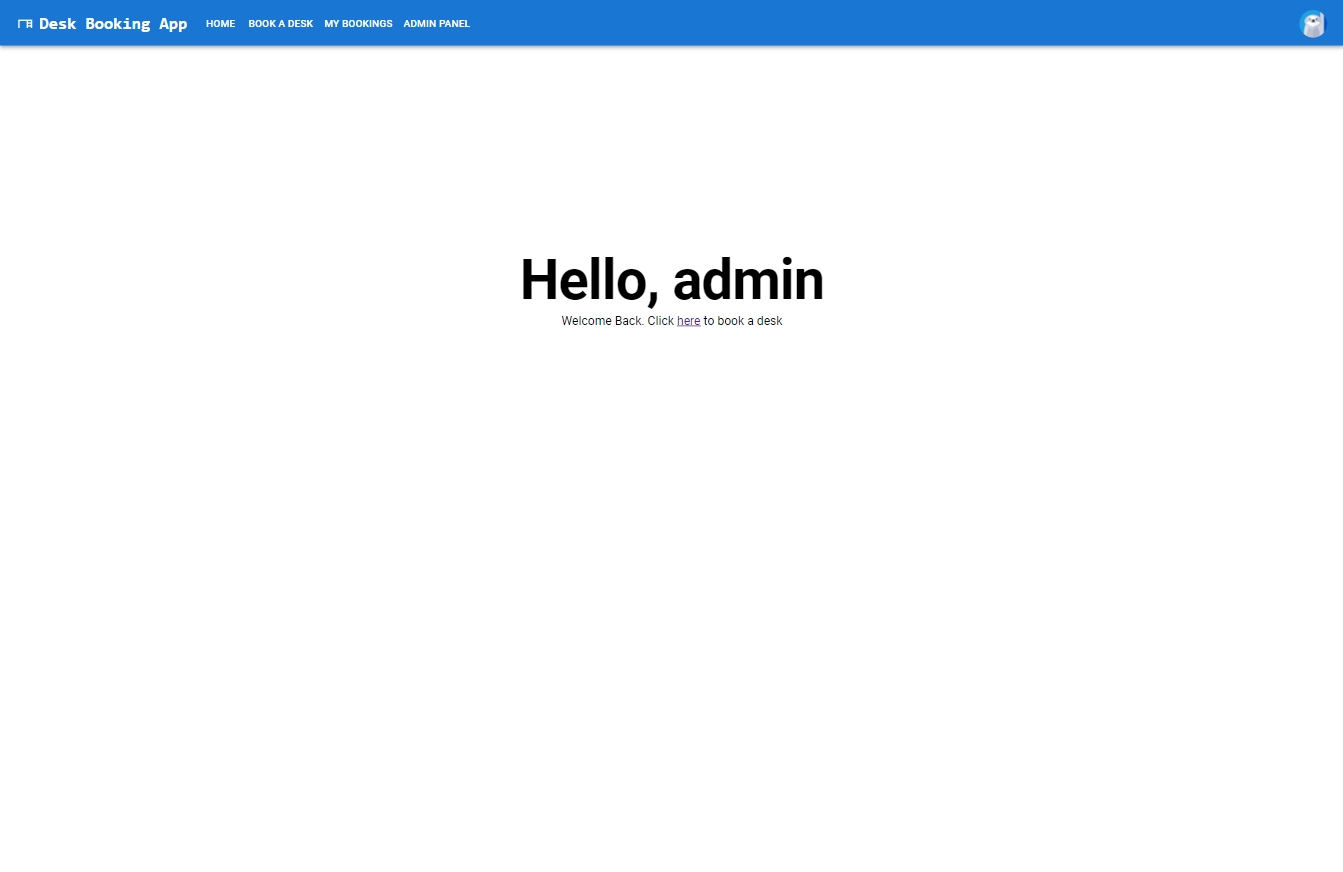 Desk Booking App HOME BOOK A DESK MY BOOKINGS ADMIN PANEL
Hello, admin
Welcome Back. Click here to book a desk